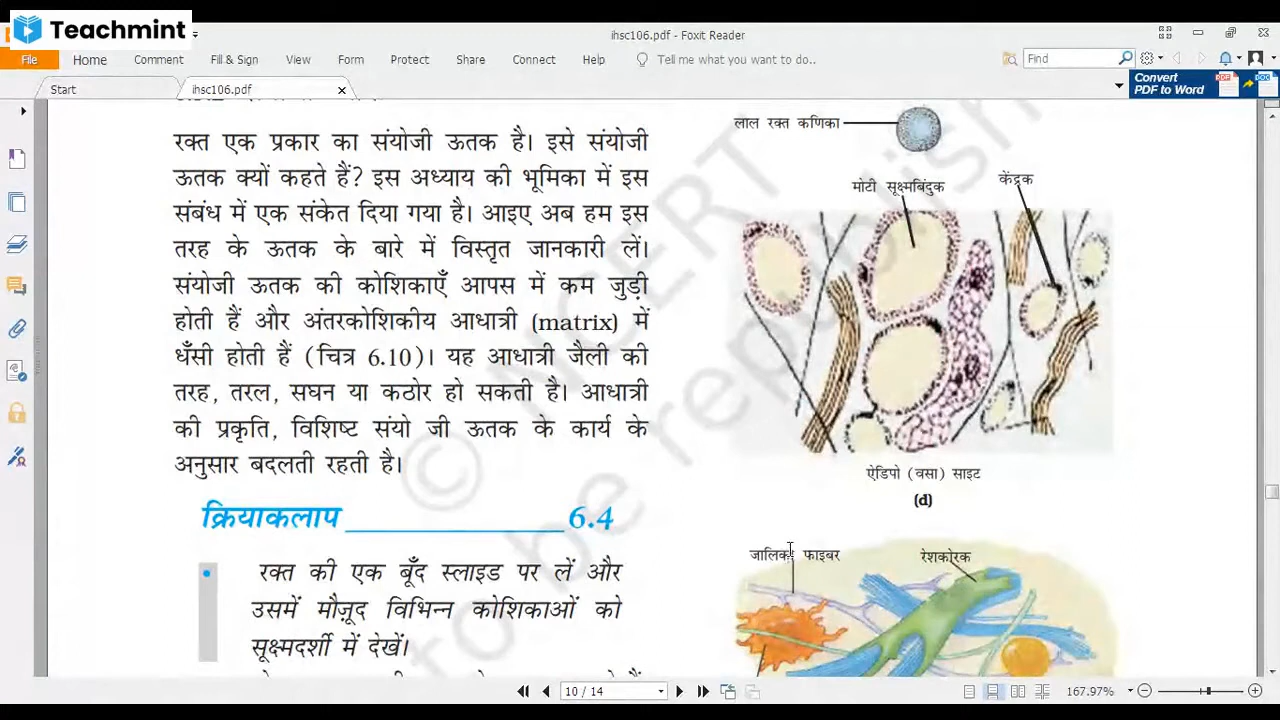 Teachmint
ihsc106.pdf - Foxit Reader
File Home Comment Fill & Sign View Form Protect Share Connect Help Tell me what you want to do.. Find
Start ihsc106.pdf
Convert
PDF to Word
रक्त एक प्रकार का संयोजी ऊतक है। इसे संयोजी
ऊतक क्यों कहते हैं? इस अध्याय की भूमिका में इस
संबंध में एक संकेत दिया गया है। आइए अब हम इस
तरह के ऊतक के बारे में विस्तृत जानकारी लें।
संयोजी ऊतक की कोशिकाएँ आपस में कम जुड़ी
होती हैं और अंतरकोशिकीय आधात्री (matrix) में
धँसी होती हैं (चित्र 6.10)। यह आधात्री जैली की
तरह, तरल, सघन या कठोर हो सकती है। आधात्री
की प्रकृति, विशिष्ट संयो जी ऊतक के कार्य के
अनुसार बदलती रहती है।
क्रियाकलाप 6.4
रक्त की एक बूँद स्लाइड पर लें और
उसमें मौजूद विभिन्न कोशिकाओं को
सूक्ष्मदर्शी में देखें।
लाल रक्त कणिका
मोटी सूक्ष्मबिंदुक
केंद्रक
ऐडिपो (वसा) साइट
(d)
जालिका फाइबर रेशकोरक
© NCERT
to be republish
10 / 14
167.97%